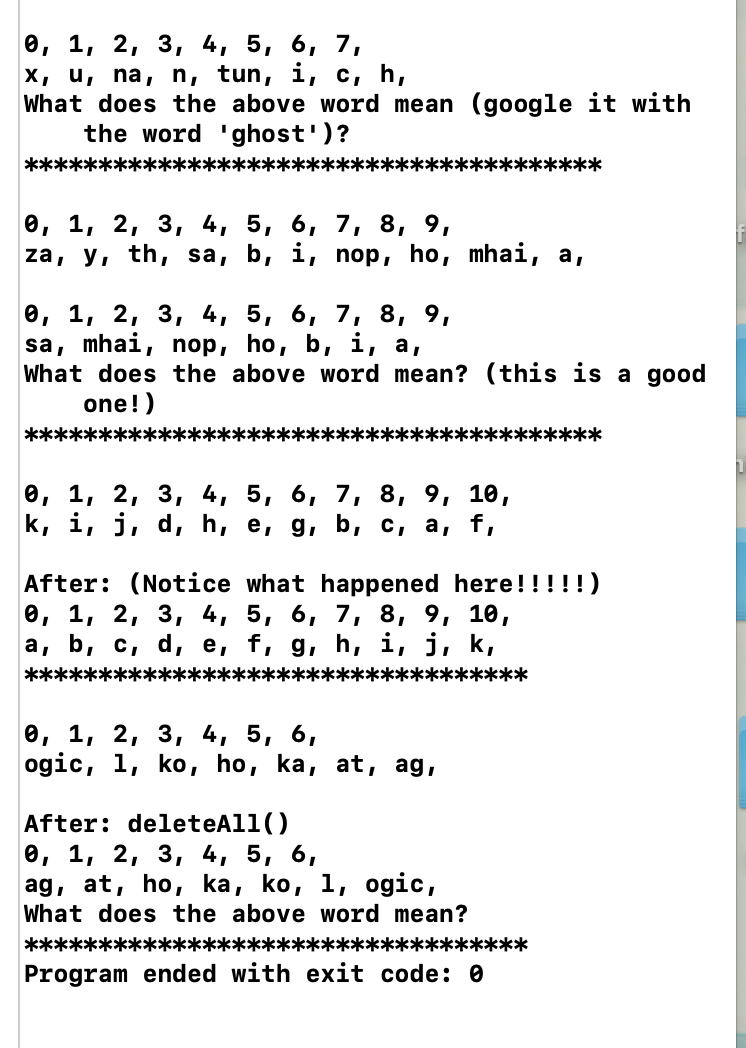 0, 1, 2, 3, 4, 5, 6, 7,
x, u, na, n, tun, i, c, h,
What does the above word mean (google it with
the word 'ghost')?
***************************************

0, 1, 2, 3, 4, 5, 6, 7, 8, 9,
za, y, th, sa, b, i, nop, ho, mhai, a,

0, 1, 2, 3, 4, 5, 6, 7, 8, 9,
sa, mhai, nop, ho, b, i, a,
What does the above word mean? (this is a good
one!)
***************************************

0, 1, 2, 3, 4, 5, 6, 7, 8, 9, 10,
k, i, j, d, h, e, g, b, c, a, f,

After: (Notice what happened here!!!!!)
0, 1, 2, 3, 4, 5, 6, 7, 8, 9, 10,
a, b, c, d, e, f, g, h, i, j, k,
**********************************

0, 1, 2, 3, 4, 5, 6,
ogic, l, ko, ho, ka, at, ag,

After: deleteAll()
0, 1, 2, 3, 4, 5, 6,
ag, at, ho, ka, ko, l, ogic,
What does the above word mean?
**********************************
Program ended with exit code: 0